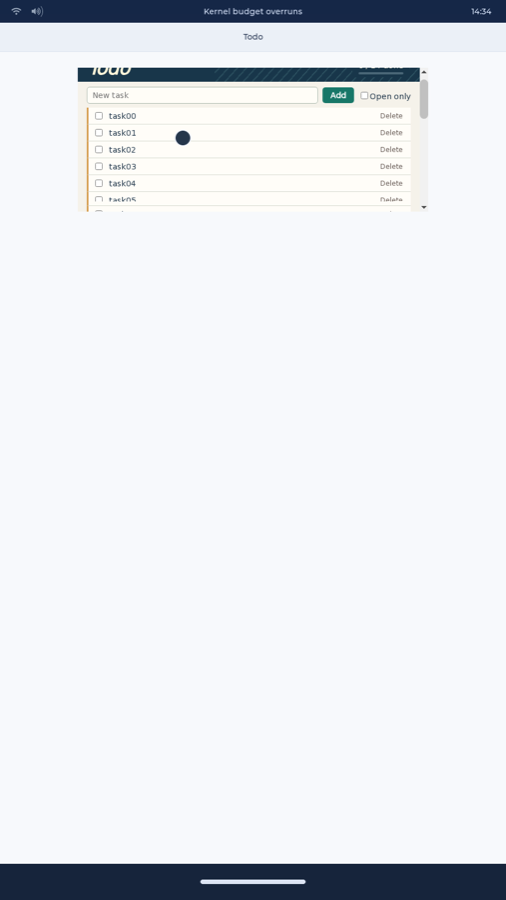 Kernel budget overruns
14:34
Todo
Todo
New task
Add
Open only
task00 Delete
task01 Delete
task02 Delete
task03 Delete
task04 Delete
task05 Delete